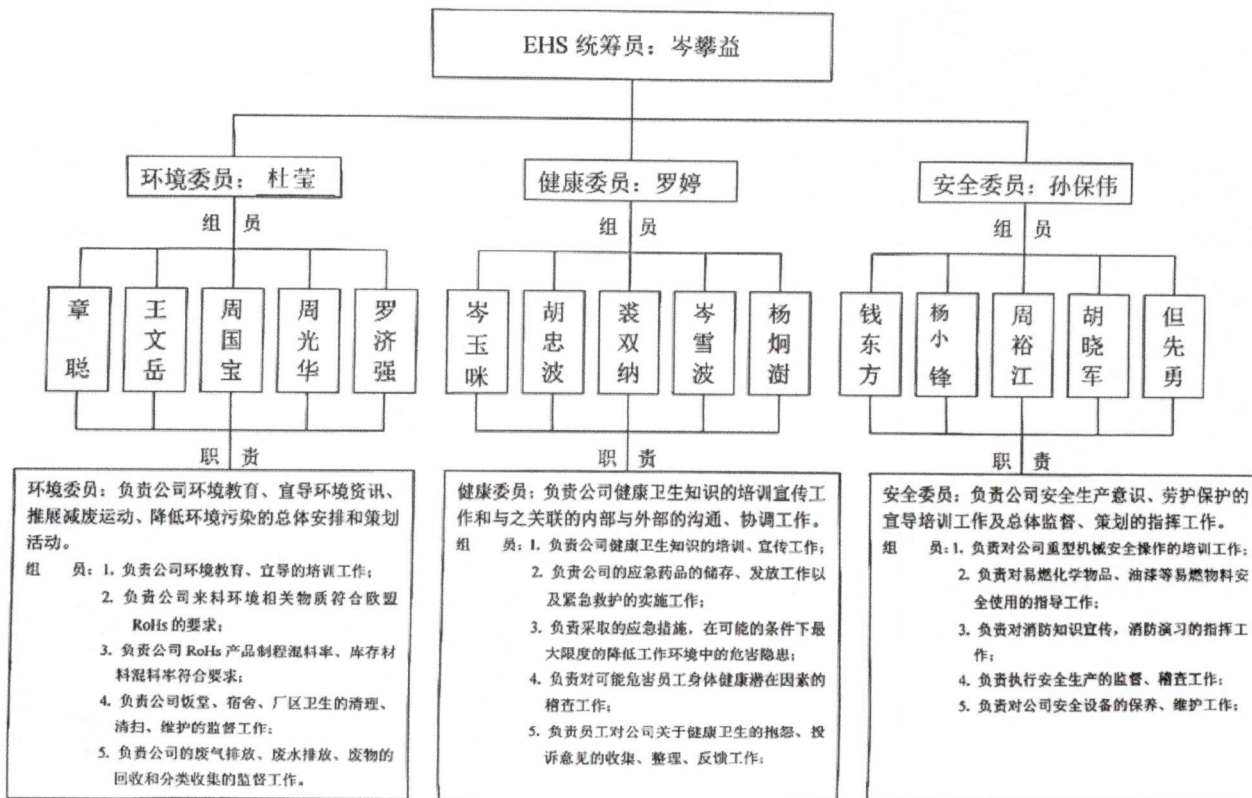 EHS 统筹员：岑攀益
环境委员：杜莹
健康委员：罗婷
安全委员：孙保伟
组 员
组 员
组 员
章聪
王文岳
周国宝
周光华
罗济强
岑玉咪
胡忠波
裘双纳
岑雪波
杨炯澍
钱东方
杨小锋
周裕江
胡晓军
但先勇
职 责
职 责
职 责
环境委员：负责公司环境教育、宣导环境资讯、
推展减废运动、降低环境污染的总体安排和策划
活动。
组 员：1. 负责公司环境教育、宣导的培训工作；
2. 负责公司来料环境相关物质符合欧盟
RoHs 的要求；
3. 负责公司 RoHs 产品制程混料率、库存材
料混料率符合要求；
4. 负责公司饭堂、宿舍、厂区卫生的清理、
清扫、维护的监督工作；
5. 负责公司的废气排放、废水排放、废物的
回收和分类收集的监督工作。
健康委员：负责公司健康卫生知识的培训宣传工
作和与之关联的内部与外部的沟通、协调工作。
组 员：1. 负责公司健康卫生知识的培训、宣传工作；
2. 负责公司的应急药品的储存、发放工作以
及紧急救护的实施工作；
3. 负责采取的应急措施，在可能的条件下最
大限度的降低工作环境中的危害隐患；
4. 负责对可能危害员工身体健康潜在因素的
稽查工作；
5. 负责员工对公司关于健康卫生的抱怨、投
诉意见的收集、整理、反馈工作；
安全委员：负责公司安全生产意识、劳护保护的
宣导培训工作及总体监督、策划的指挥工作。
组 员：1. 负责对公司重型机械安全操作的培训工作；
2. 负责对易燃化学物品、油漆等易燃物料安
全使用的指导工作；
3. 负责对消防知识宣传，消防演习的指挥工
作；
4. 负责执行安全生产的监督、稽查工作；
5. 负责对公司安全设备的保养、维护工作；